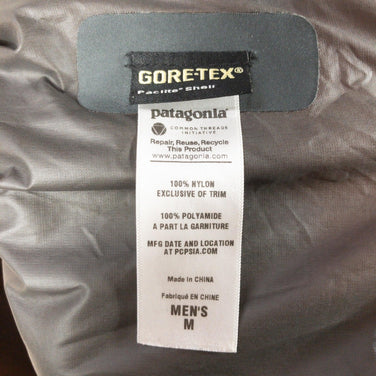 GORE-TEX®
Paclite® Shell
patagonia®
COMMON THREADS
INITIATIVE
Repair, Reuse, Recycle
This Product
www.patagonia.com
100% NYLON
EXCLUSIVE OF TRIM
100% POLYAMIDE
A PART LA GARNITURE
MFG DATE AND LOCATION
AT PCPSIA.COM
Made in CHINA
Fabriqué EN CHINE
MEN'S
M